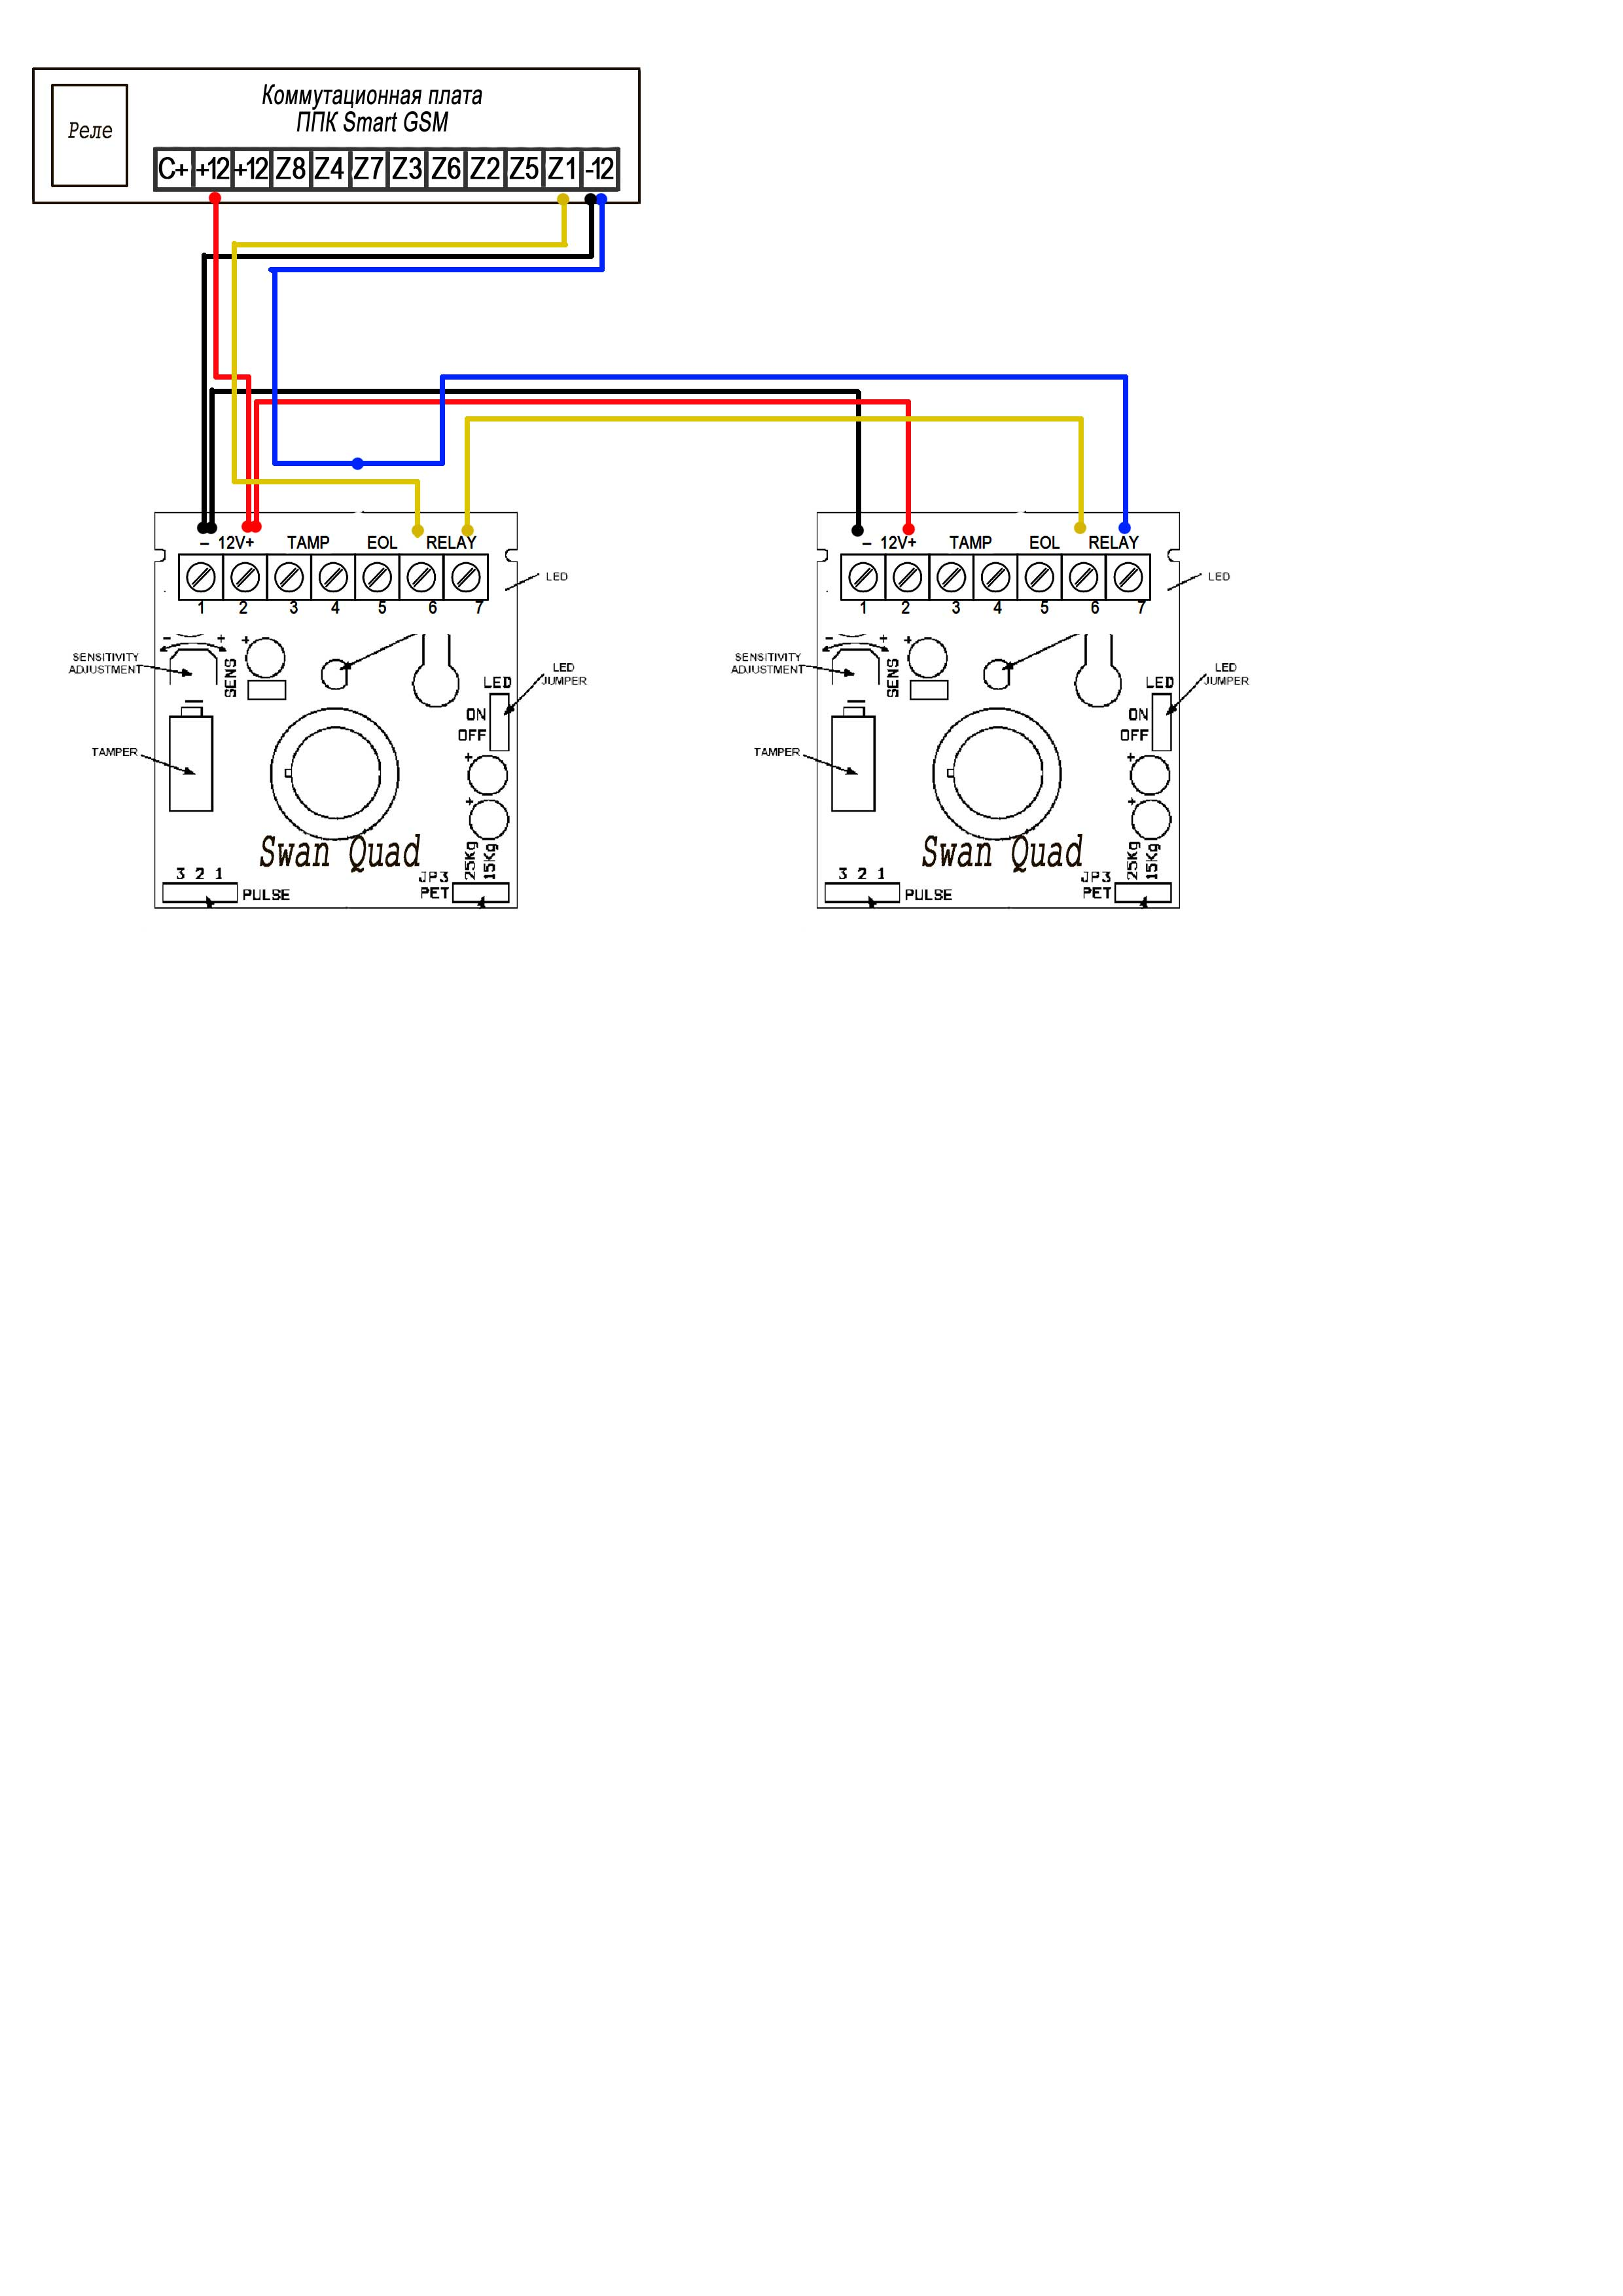 Коммутационная плата
ППК Smart GSM
Реле
C+ +12 +12 Z8 Z4 Z7 Z3 Z6 Z2 Z5 Z1 -12
– 12V+ TAMP EOL RELAY
LED
1 2 3 4 5 6 7
SENSITIVITY
ADJUSTMENT
– +
+
SENS
LED
JUMPER
LED
ON
OFF
TAMPER
+
+
Swan Quad
25Kg
15Kg
3 2 1
PULSE
JP3
PET
– 12V+ TAMP EOL RELAY
LED
1 2 3 4 5 6 7
SENSITIVITY
ADJUSTMENT
– +
+
SENS
LED
JUMPER
LED
ON
OFF
TAMPER
+
+
Swan Quad
25Kg
15Kg
3 2 1
PULSE
JP3
PET